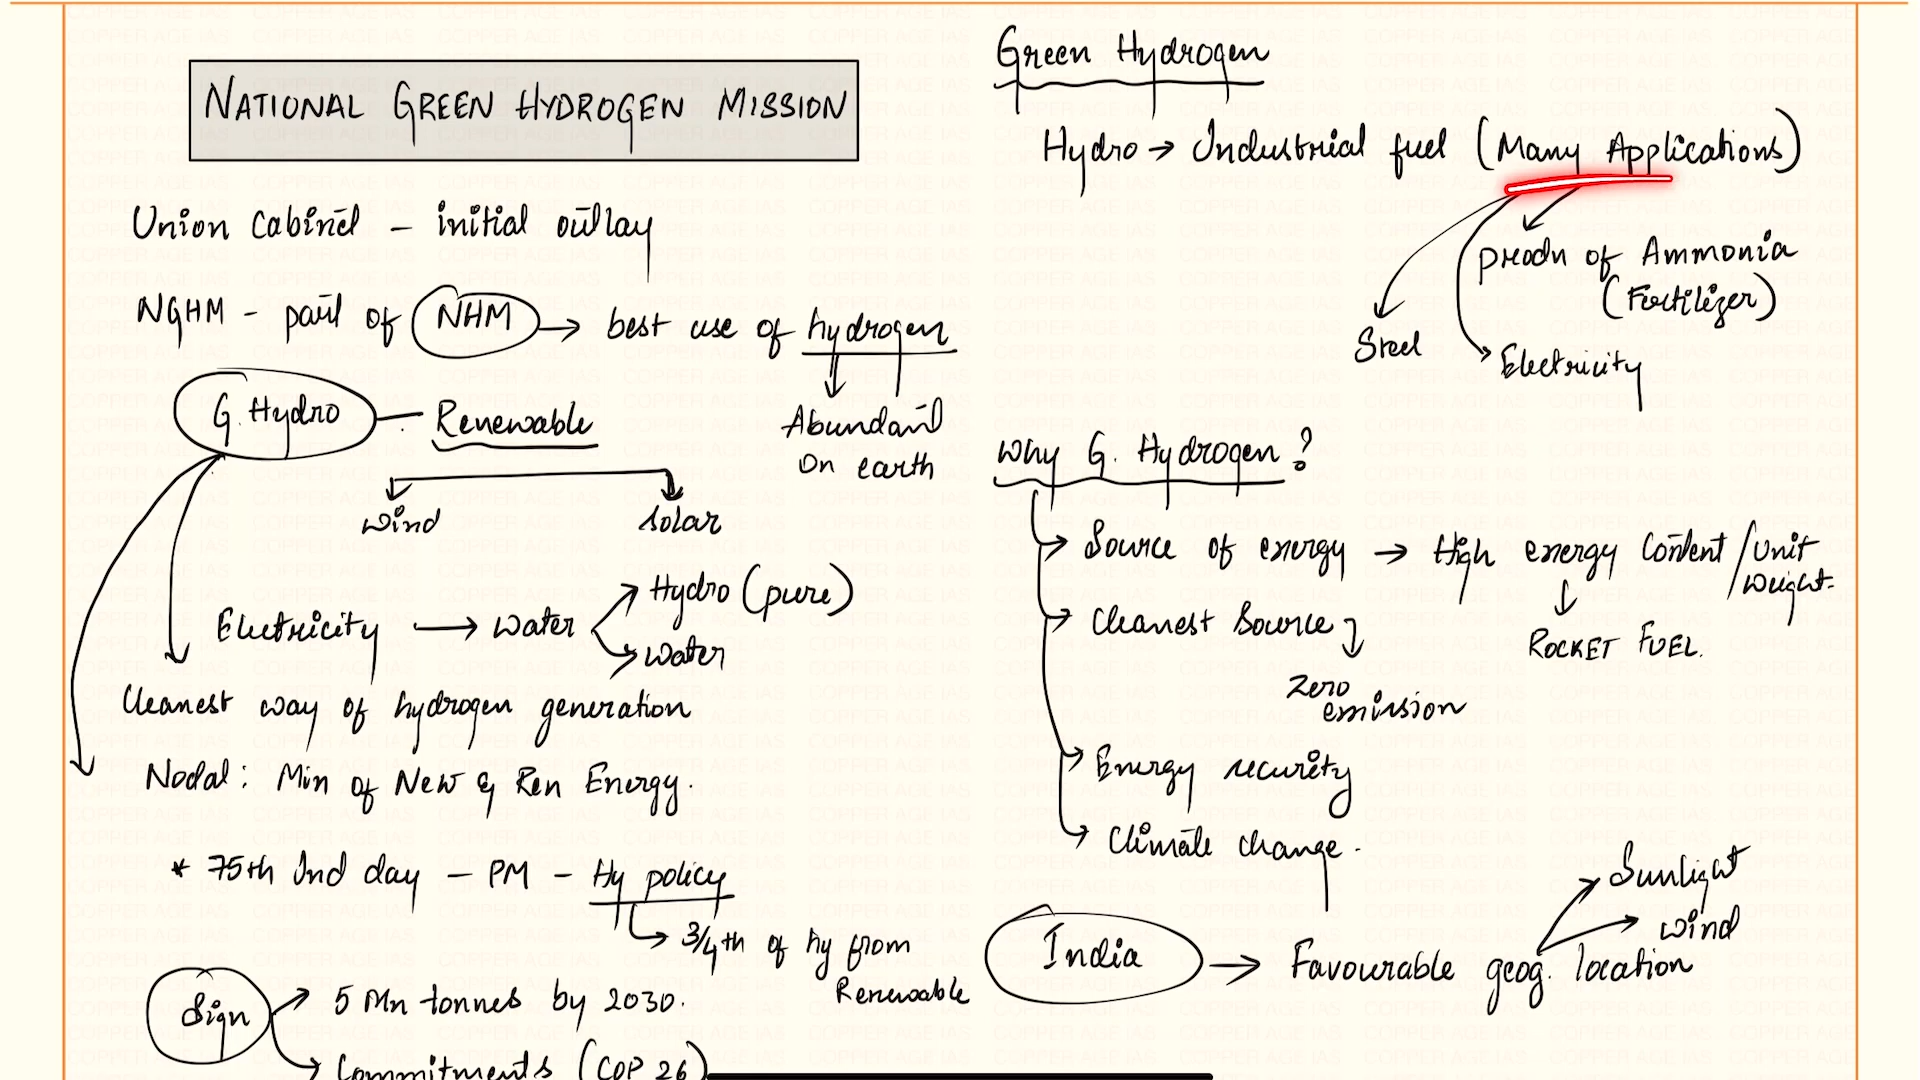 NATIONAL GREEN HYDROGEN MISSION
Union Cabinet - initial outlay
NGHM - part of NHM → best use of hydrogen
Abundant
on earth
G. Hydro - Renewable
wind solar
Electricity → water
Hydro (pure)
water
Cleanest way of hydrogen generation
Nodal: Min of New & Ren Energy.
* 75th Ind day - PM - Hy policy
3/4th of hy from
Renewable
Sign
5 Mn tonnes by 2030.
Commitments (COP 26)
Green Hydrogen
Hydro → Industrial fuel (Many Applications)
prodn of Ammonia
(Fertilizer)
Steel
Electricity
Why G. Hydrogen?
Source of energy → High energy content / unit
weight.
ROCKET FUEL.
Cleanest Source
Zero
emission
Energy security
Climate change.
India → Favourable geog. location
Sunlight
wind
COPPER AGE IAS